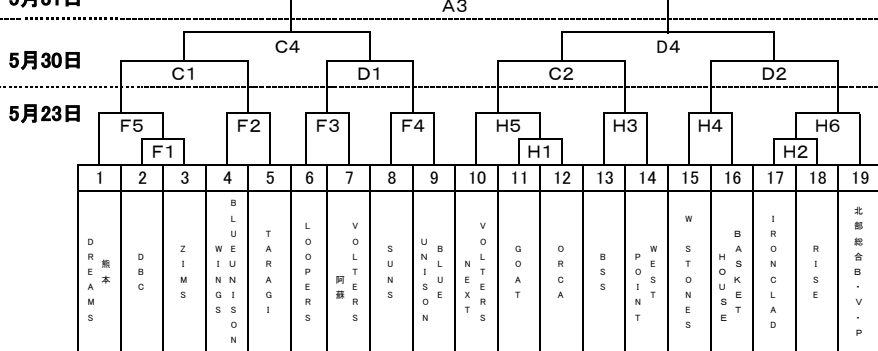 5月31日
A3
C4 D4
5月30日
C1 D1 C2 D2
5月23日
F5 F2 F3 F4 H5 H3 H4 H6
F1 H1 H2
1 2 3 4 5 6 7 8 9 10 11 12 13 14 15 16 17 18 19
熊本
DREAMS
DBC
ZIMS
BLUEUNISON
WINGS
TARAGI
LOOPERS
VOLTERS
阿蘇
SUNS
BLUE
UNISON
VOLTERS
NEXT
GOAT
ORCA
BSS
WEST
POINT
W STONES
BASKET
HOUSE
IRONCLAD
RISE
北部総合B・V・P